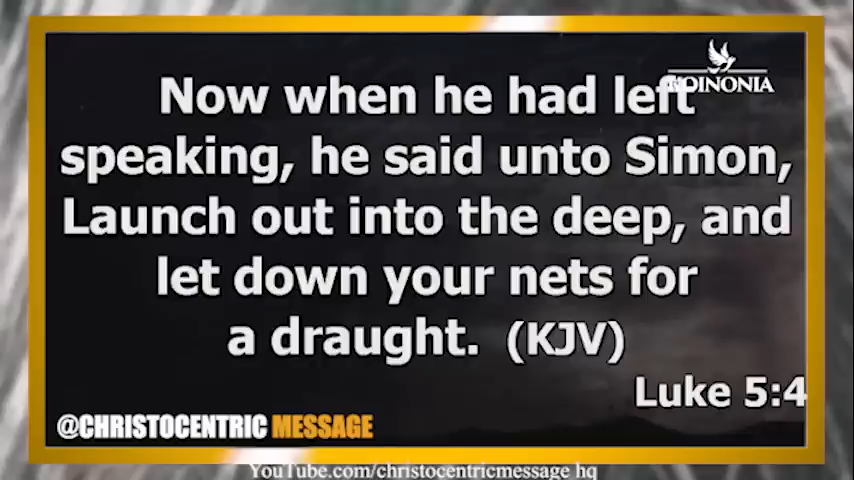 KOINONIA
Now when he had left
speaking, he said unto Simon,
Launch out into the deep, and
let down your nets for
a draught. (KJV)
Luke 5:4
@CHRISTOCENTRIC MESSAGE
YouTube.com/christocentricmessage hq